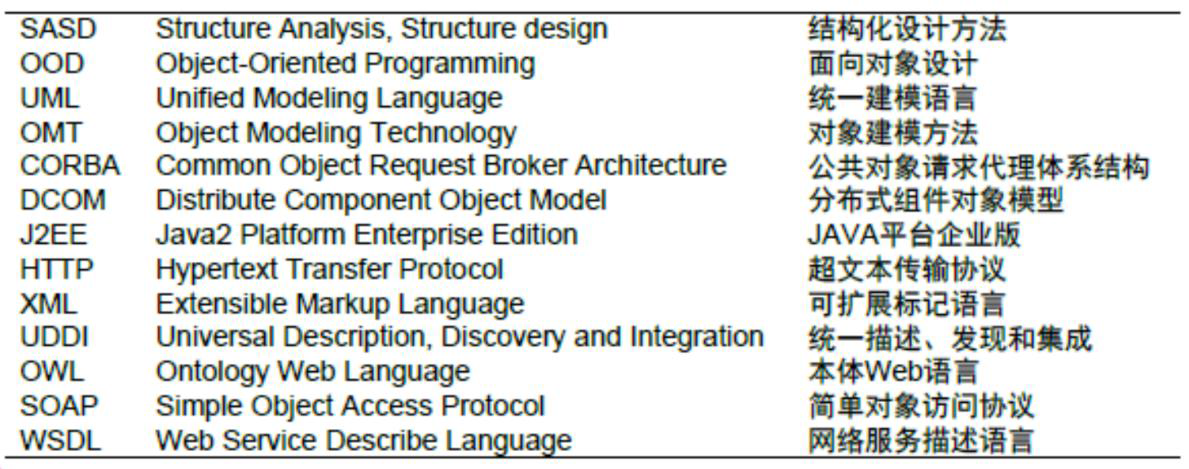 SASD Structure Analysis, Structure design 结构化设计方法
OOD Object-Oriented Programming 面向对象设计
UML Unified Modeling Language 统一建模语言
OMT Object Modeling Technology 对象建模方法
CORBA Common Object Request Broker Architecture 公共对象请求代理体系结构
DCOM Distribute Component Object Model 分布式组件对象模型
J2EE Java2 Platform Enterprise Edition JAVA平台企业版
HTTP Hypertext Transfer Protocol 超文本传输协议
XML Extensible Markup Language 可扩展标记语言
UDDI Universal Description, Discovery and Integration 统一描述、发现和集成
OWL Ontology Web Language 本体Web语言
SOAP Simple Object Access Protocol 简单对象访问协议
WSDL Web Service Describe Language 网络服务描述语言